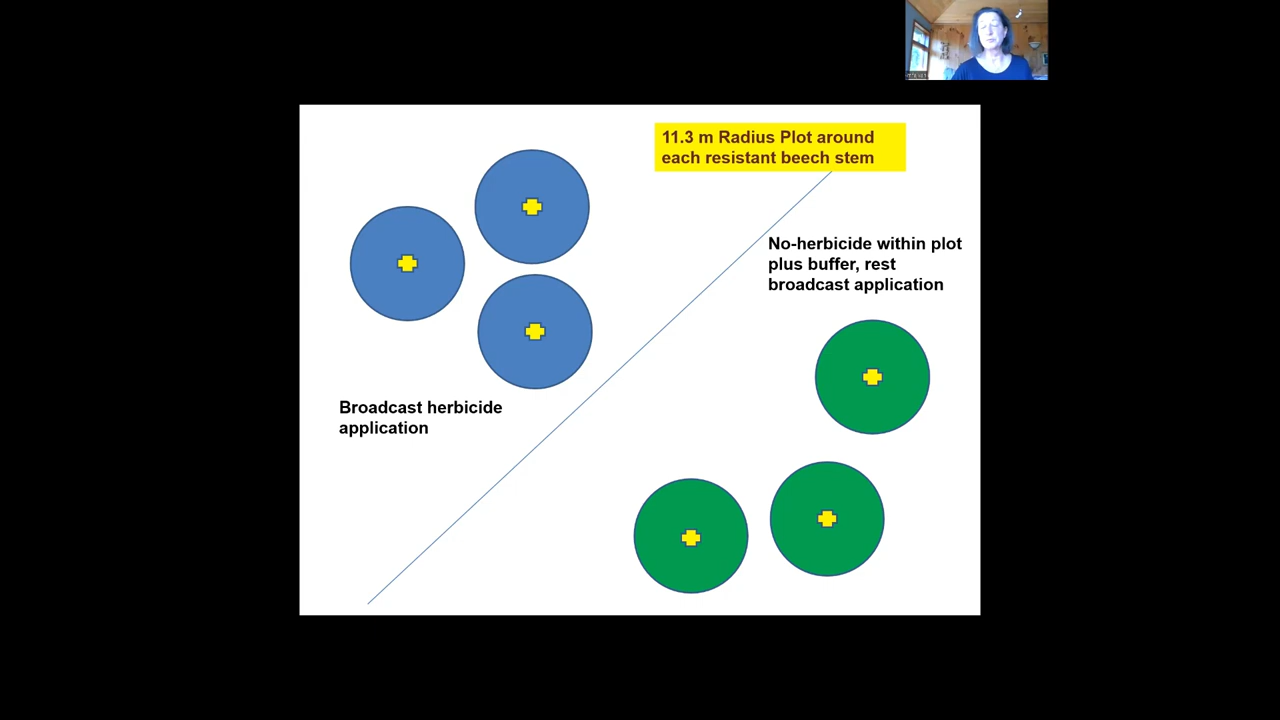 11.3 m Radius Plot around
each resistant beech stem
No-herbicide within plot
plus buffer, rest
broadcast application
Broadcast herbicide
application